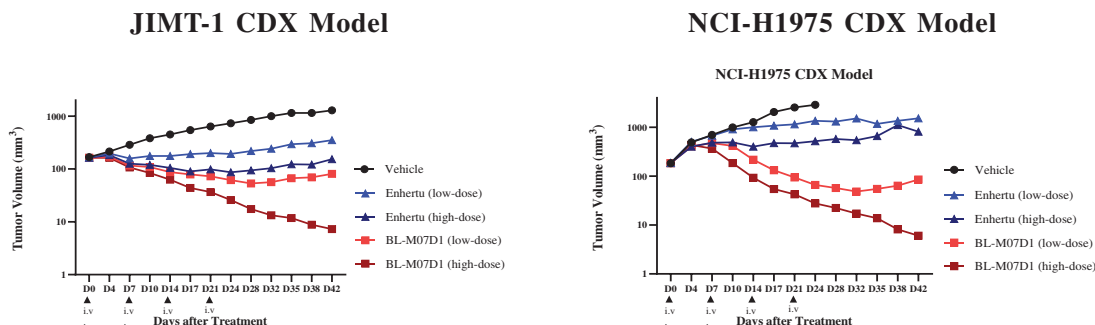 JIMT-1 CDX Model
Tumor Volume (mm³)
1000
100
10
1
D0 D4 D7 D10 D14 D17 D21 D24 D28 D32 D35 D38 D42
i.v i.v i.v i.v
Days after Treatment
Vehicle
Enhertu (low-dose)
Enhertu (high-dose)
BL-M07D1 (low-dose)
BL-M07D1 (high-dose)
NCI-H1975 CDX Model
NCI-H1975 CDX Model
Tumor Volume (mm³)
1000
100
10
1
D0 D4 D7 D10 D14 D17 D21 D24 D28 D32 D35 D38 D42
i.v i.v i.v i.v
Days after Treatment
Vehicle
Enhertu (low-dose)
Enhertu (high-dose)
BL-M07D1 (low-dose)
BL-M07D1 (high-dose)